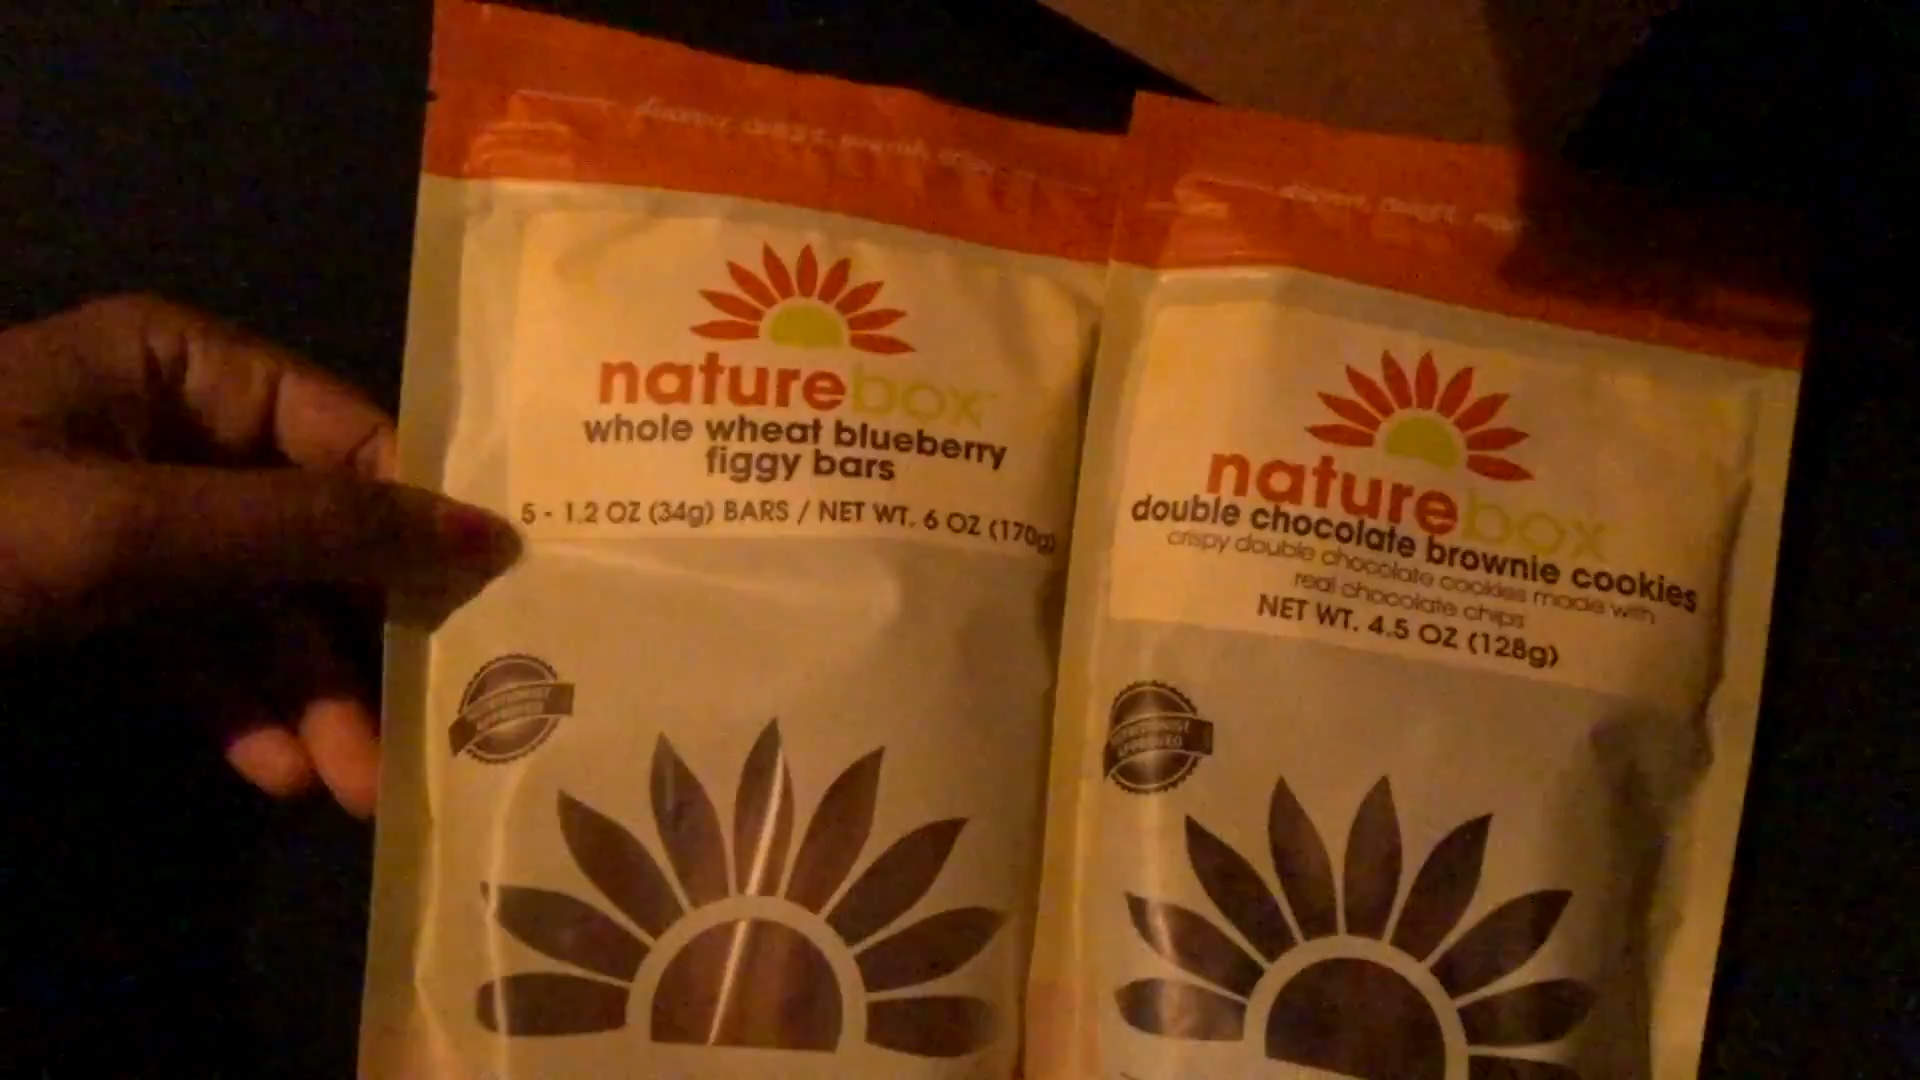 naturebox
whole wheat blueberry
figgy bars
5 - 1.2 OZ (34g) BARS / NET WT. 6 OZ (170g)
naturebox
double chocolate brownie cookies
crispy double chocolate cookies made with
real chocolate chips
NET WT. 4.5 OZ (128g)
APPROVED